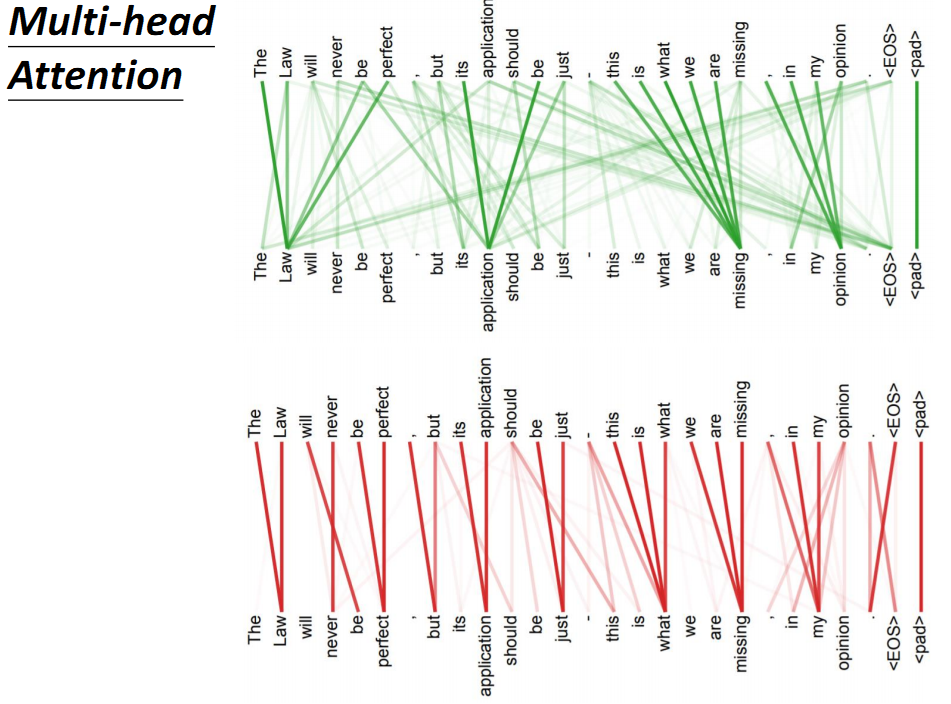 Multi-head
Attention
The Law will never be perfect , but its application should be just - this is what we are missing , in my opinion . <EOS> <pad>
The Law will never be perfect , but its application should be just - this is what we are missing , in my opinion . <EOS> <pad>
The Law will never be perfect , but its application should be just - this is what we are missing , in my opinion . <EOS> <pad>
The Law will never be perfect , but its application should be just - this is what we are missing , in my opinion . <EOS> <pad>